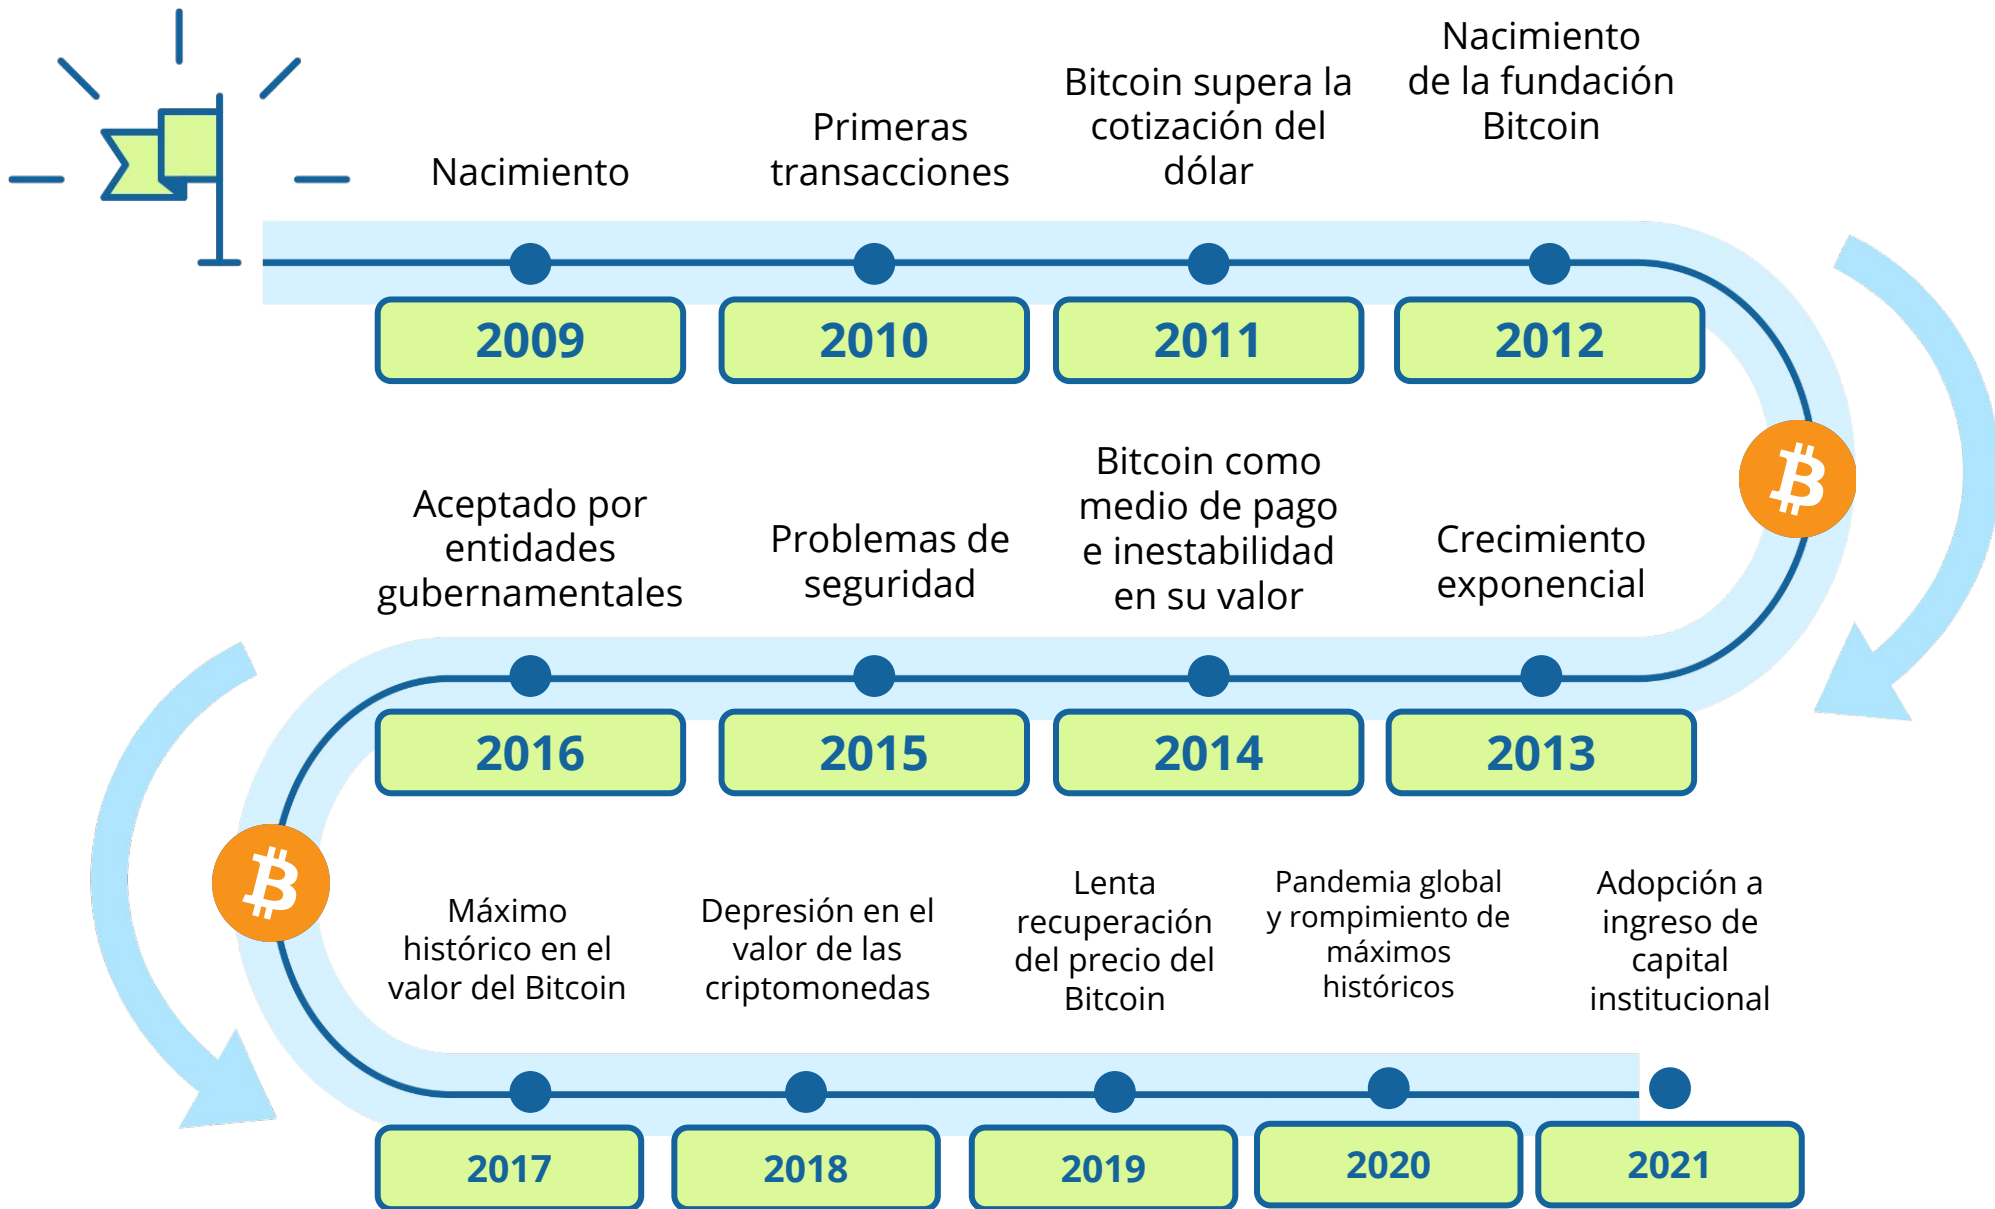 Nacimiento
2009
Primeras
transacciones
2010
Bitcoin supera la
cotización del
dólar
2011
Nacimiento
de la fundación
Bitcoin
2012
Crecimiento
exponencial
2013
Bitcoin como
medio de pago
e inestabilidad
en su valor
2014
Problemas de
seguridad
2015
Aceptado por
entidades
gubernamentales
2016
Máximo
histórico en el
valor del Bitcoin
2017
Depresión en el
valor de las
criptomonedas
2018
Lenta
recuperación
del precio del
Bitcoin
2019
Pandemia global
y rompimiento de
máximos
históricos
2020
Adopción a
ingreso de
capital
institucional
2021